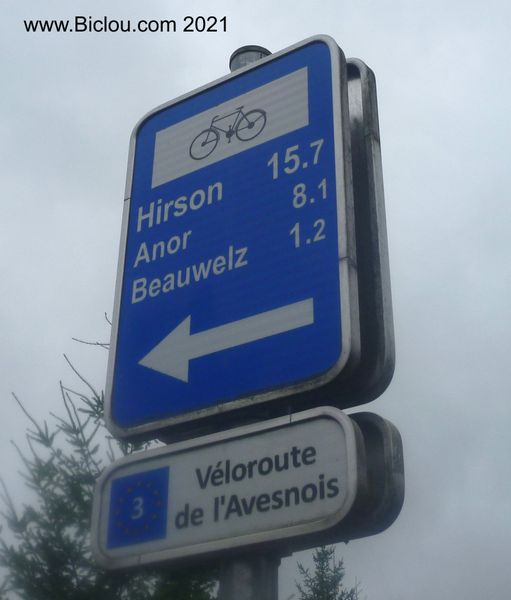 www.Biclou.com 2021
Hirson 15.7
Anor 8.1
Beauwelz 1.2
3
Véloroute
de l'Avesnois